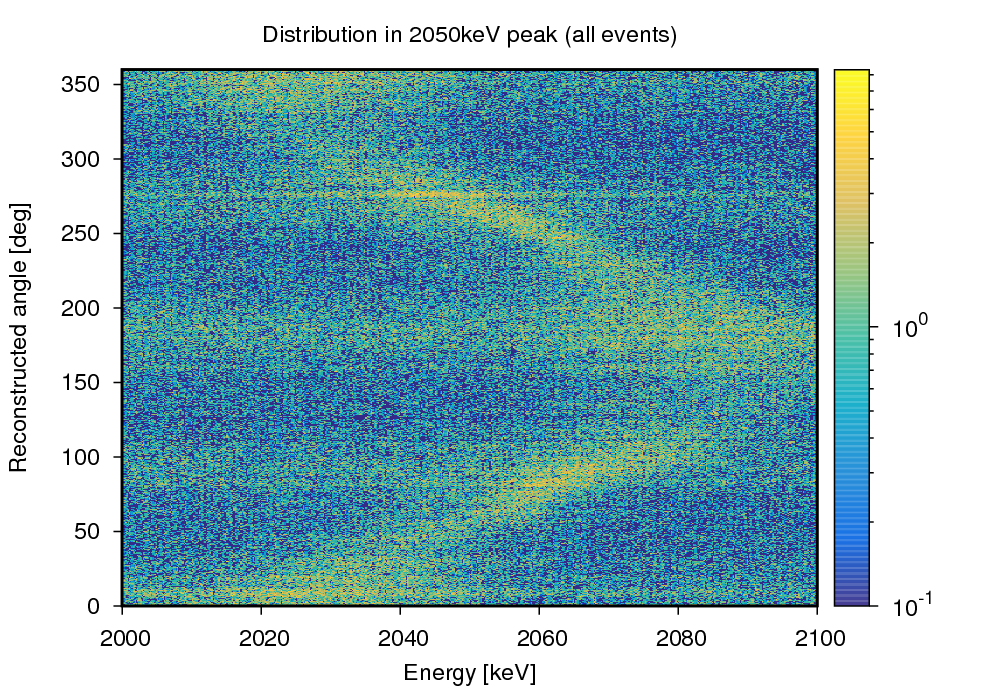 Distribution in 2050keV peak (all events)
Reconstructed angle [deg]
350
300
250
200
150
100
50
0
2000 2020 2040 2060 2080 2100
Energy [keV]
10^0
10^-1